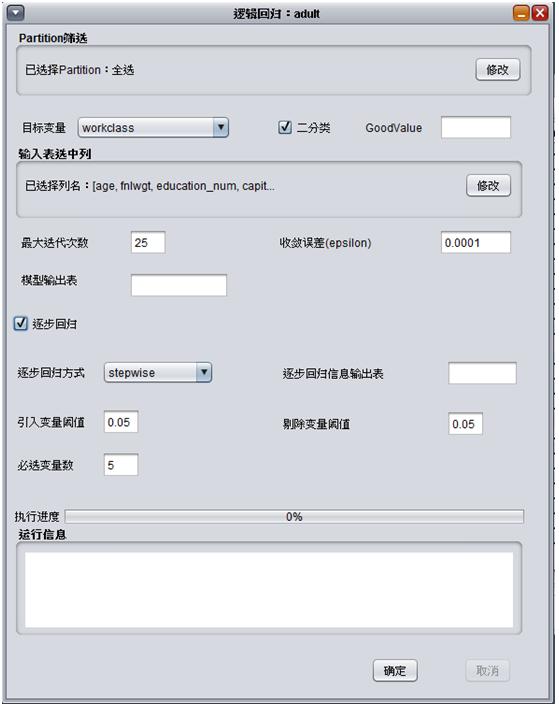 逻辑回归：adult
Partition筛选
已选择Partition：全选
修改
目标变量 workclass 二分类 GoodValue
输入表选中列
已选择列名：[age, fnlwgt, education_num, capit...
修改
最大迭代次数 25 收敛误差(epsilon) 0.0001
模型输出表
逐步回归
逐步回归方式 stepwise 逐步回归信息输出表
引入变量阈值 0.05 剔除变量阈值 0.05
必选变量数 5
执行进度 0%
运行信息
确定 取消